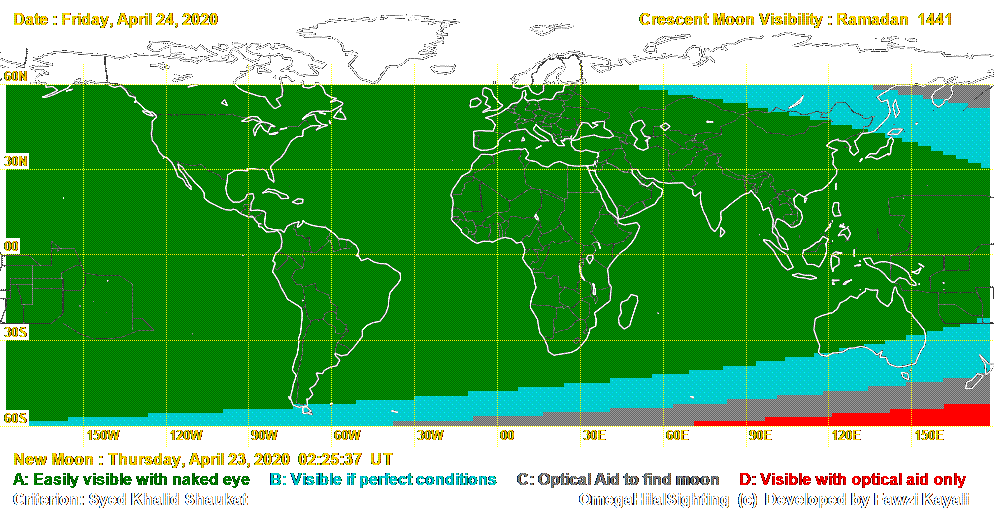 Date : Friday, April 24, 2020 Crescent Moon Visibility : Ramadan 1441
60N
30N
00
30S
60S
150W 120W 90W 60W 30W 00 30E 60E 90E 120E 150E
New Moon : Thursday, April 23, 2020 02:25:37 UT
A: Easily visible with naked eye B: Visible if perfect conditions C: Optical Aid to find moon D: Visible with optical aid only
Criterion: Syed Khalid Shaukat OmegaHilalSighting (c) Developed by Fawzi Kayali